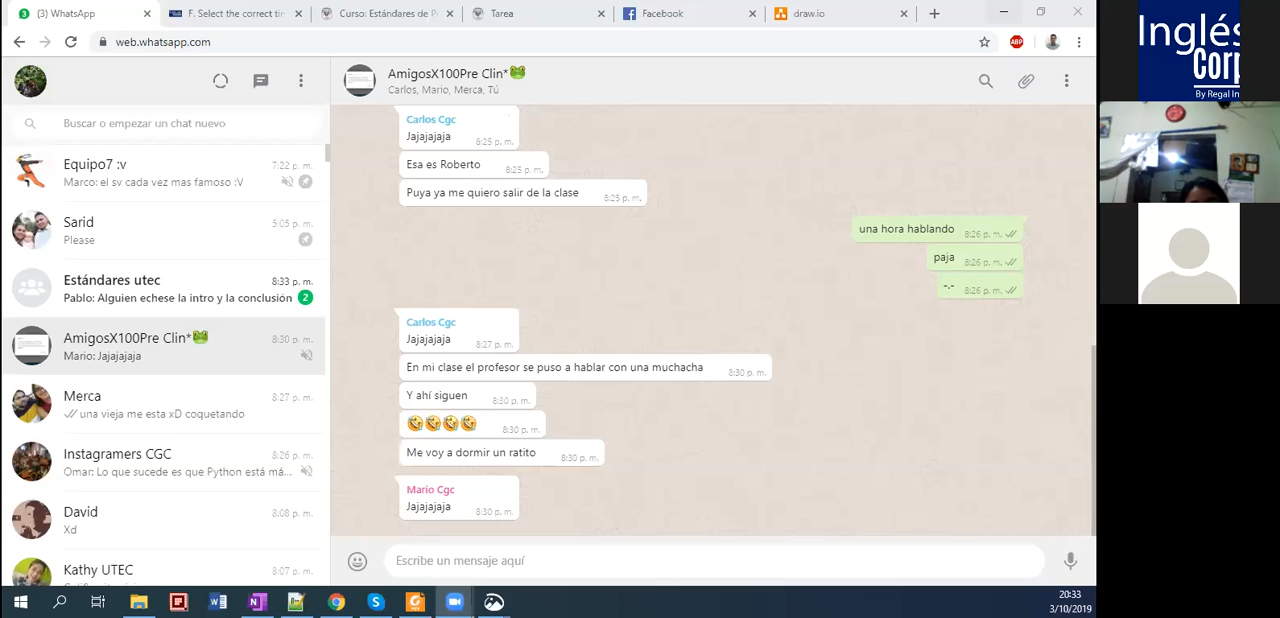 (3) WhatsApp
F. Select the correct tir
Curso: Estándares de P
Tarea
Facebook
draw.io
web.whatsapp.com
ABP
AmigosX100Pre Clin*🐸
Carlos, Mario, Merca, Tú
Buscar o empezar un chat nuevo
Equipo7 :v
7:22 p. m.
Marco: el sv cada vez mas famoso :V
Sarid
5:05 p. m.
Please
Estándares utec
8:33 p. m.
Pablo: Alguien echese la intro y la conclusión
2
AmigosX100Pre Clin*🐸
8:30 p. m.
Mario: Jajajajaja
Merca
8:27 p. m.
una vieja me esta xD coquetando
Instagramers CGC
8:26 p. m.
Omar: Lo que sucede es que Python está má...
David
8:08 p. m.
Xd
Kathy UTEC
8:07 p. m.
Carlos Cgc
Jajajajaja
8:25 p. m.
Esa es Roberto
8:25 p. m.
Puya ya me quiero salir de la clase
8:25 p. m.
una hora hablando
8:26 p. m.
paja
8:26 p. m.
-.-
8:26 p. m.
Carlos Cgc
Jajajajaja
8:27 p. m.
En mi clase el profesor se puso a hablar con una muchacha
8:30 p. m.
Y ahí siguen
8:30 p. m.
🤣🤣🤣🤣
8:30 p. m.
Me voy a dormir un ratito
8:30 p. m.
Mario Cgc
Jajajajaja
8:30 p. m.
Escribe un mensaje aquí
20:33
3/10/2019
Inglés
Corp
By Regal In